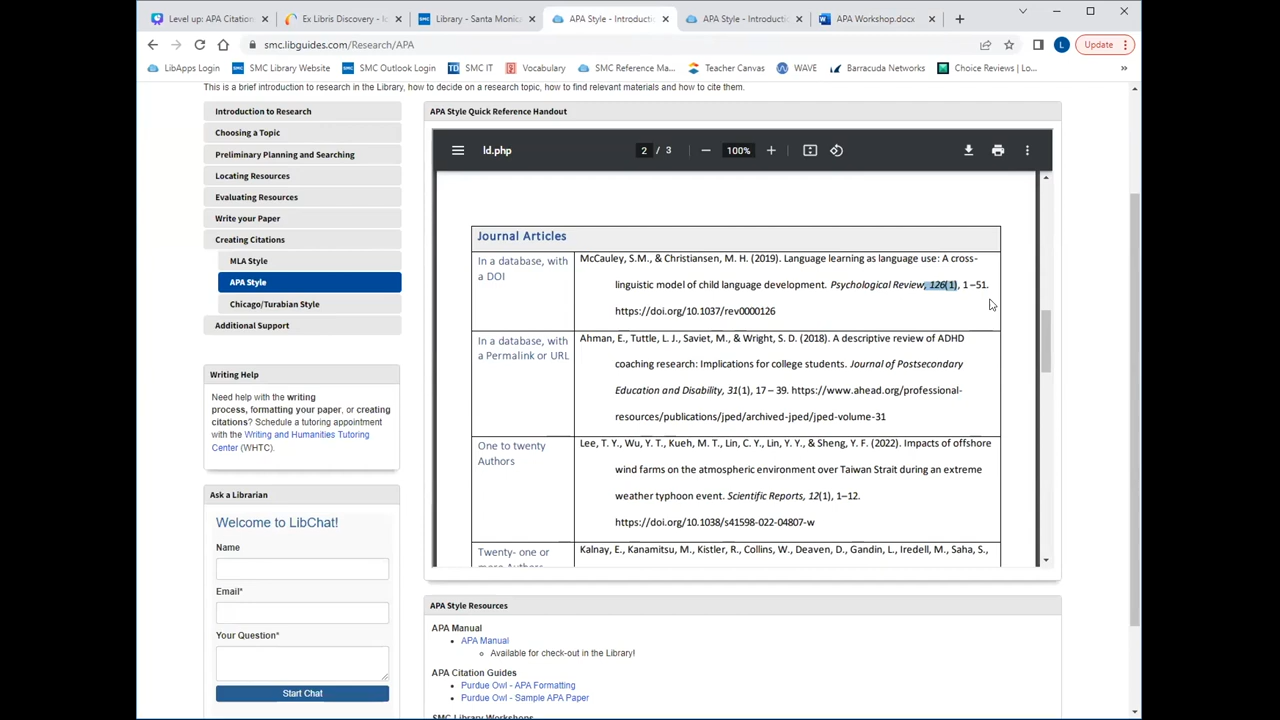 Level up: APA Citation
Ex Libris Discovery - Ic
SMC
Library - Santa Monica
APA Style - Introducti
APA Style - Introductio
APA Workshop.docx
smc.libguides.com/Research/APA
L
Update
LibApps Login
SMC
SMC Library Website
SMC
SMC Outlook Login
TD
SMC IT
Vocabulary
SMC Reference Ma...
Teacher Canvas
WAVE
Barracuda Networks
Choice Reviews | Lo...
»
This is a brief introduction to research in the Library, how to decide on a research topic, how to find relevant materials and how to cite them.
Introduction to Research
Choosing a Topic
Preliminary Planning and Searching
Locating Resources
Evaluating Resources
Write your Paper
Creating Citations
MLA Style
APA Style
Chicago/Turabian Style
Additional Support
Writing Help
Need help with the writing
process, formatting your paper, or creating
citations? Schedule a tutoring appointment
with the Writing and Humanities Tutoring
Center (WHTC).
Ask a Librarian
Welcome to LibChat!
Name
Email*
Your Question*
Start Chat
APA Style Quick Reference Handout
ld.php
2 / 3
100%
Journal Articles
In a database, with
a DOI
McCauley, S.M., & Christiansen, M. H. (2019). Language learning as language use: A cross-
linguistic model of child language development. Psychological Review, 126(1), 1 –51.
https://doi.org/10.1037/rev0000126
In a database, with
a Permalink or URL
Ahman, E., Tuttle, L. J., Saviet, M., & Wright, S. D. (2018). A descriptive review of ADHD
coaching research: Implications for college students. Journal of Postsecondary
Education and Disability, 31(1), 17 – 39. https://www.ahead.org/professional-
resources/publications/jped/archived-jped/jped-volume-31
One to twenty
Authors
Lee, T. Y., Wu, Y. T., Kueh, M. T., Lin, C. Y., Lin, Y. Y., & Sheng, Y. F. (2022). Impacts of offshore
wind farms on the atmospheric environment over Taiwan Strait during an extreme
weather typhoon event. Scientific Reports, 12(1), 1–12.
https://doi.org/10.1038/s41598-022-04807-w
Twenty- one or
more Authors
Kalnay, E., Kanamitsu, M., Kistler, R., Collins, W., Deaven, D., Gandin, L., Iredell, M., Saha, S.,
APA Style Resources
APA Manual
APA Manual
Available for check-out in the Library!
APA Citation Guides
Purdue Owl - APA Formatting
Purdue Owl - Sample APA Paper
SMC Library Workshops